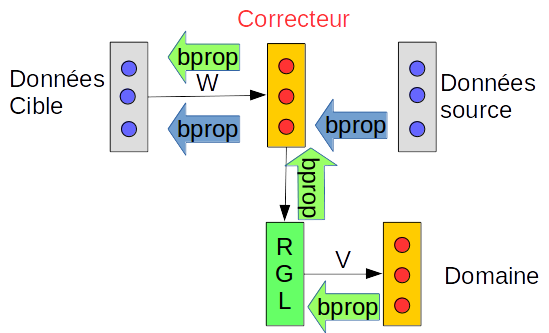 Correcteur
bprop
Données
Cible
W
Données
source
bprop
bprop
bprop
R
G
L
V
Domaine
bprop